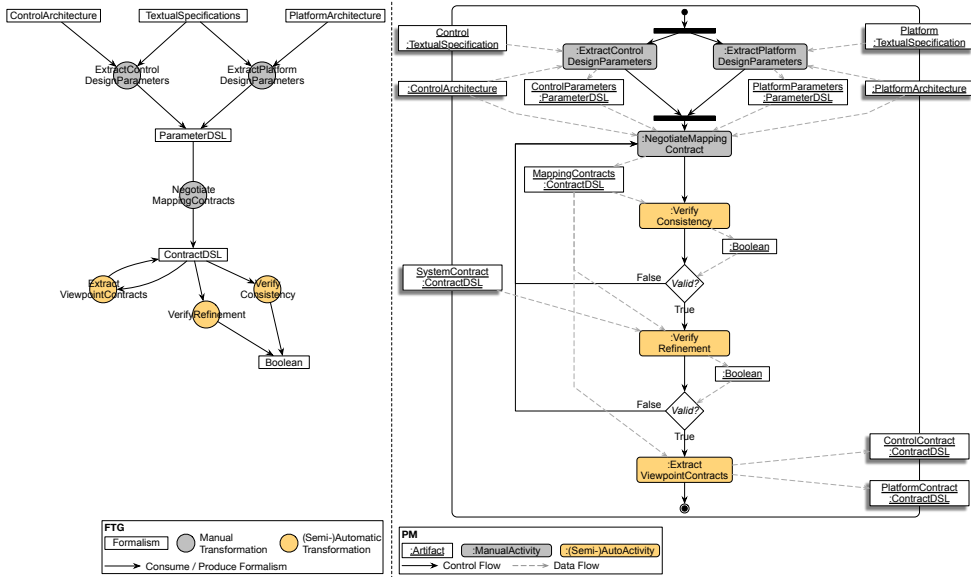 ControlArchitecture
TextualSpecifications
PlatformArchitecture
ExtractControl
DesignParameters
ExtractPlatform
DesignParameters
ParameterDSL
Negotiate
MappingContracts
ContractDSL
Extract
ViewpointContracts
Verify
Consistency
VerifyRefinement
Boolean
FTG
Formalism
Manual
Transformation
(Semi-)Automatic
Transformation
Consume / Produce Formalism
Control
:TextualSpecification
Platform
:TextualSpecification
:ExtractControl
DesignParameters
:ExtractPlatform
DesignParameters
:ControlArchitecture
ControlParameters
:ParameterDSL
PlatformParameters
:ParameterDSL
:PlatformArchitecture
:NegotiateMapping
Contract
MappingContracts
:ContractDSL
:Verify
Consistency
:Boolean
SystemContract
:ContractDSL
False
Valid?
True
:Verify
Refinement
:Boolean
False
Valid?
True
:Extract
ViewpointContracts
ControlContract
:ContractDSL
PlatformContract
:ContractDSL
PM
:Artifact
:ManualActivity
:(Semi-)AutoActivity
Control Flow
Data Flow